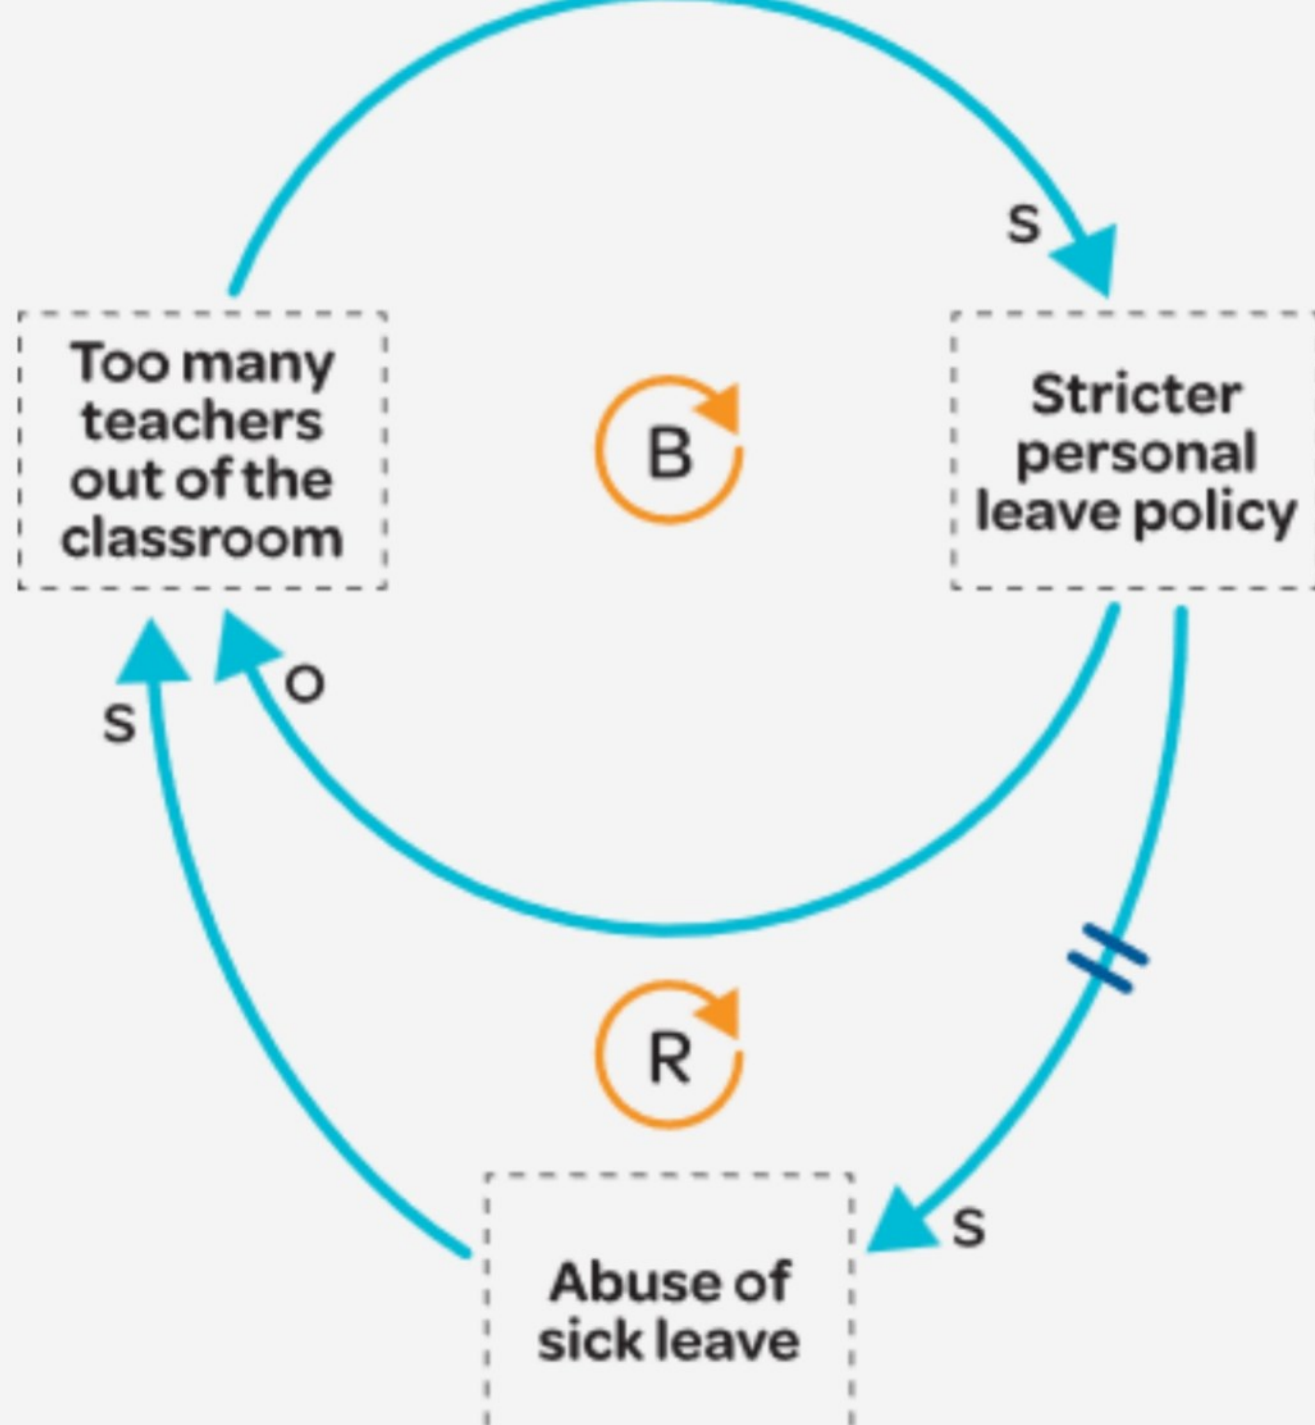 S
Too many
teachers
out of the
classroom
B
Stricter
personal
leave policy
O
S
R
S
Abuse of
sick leave